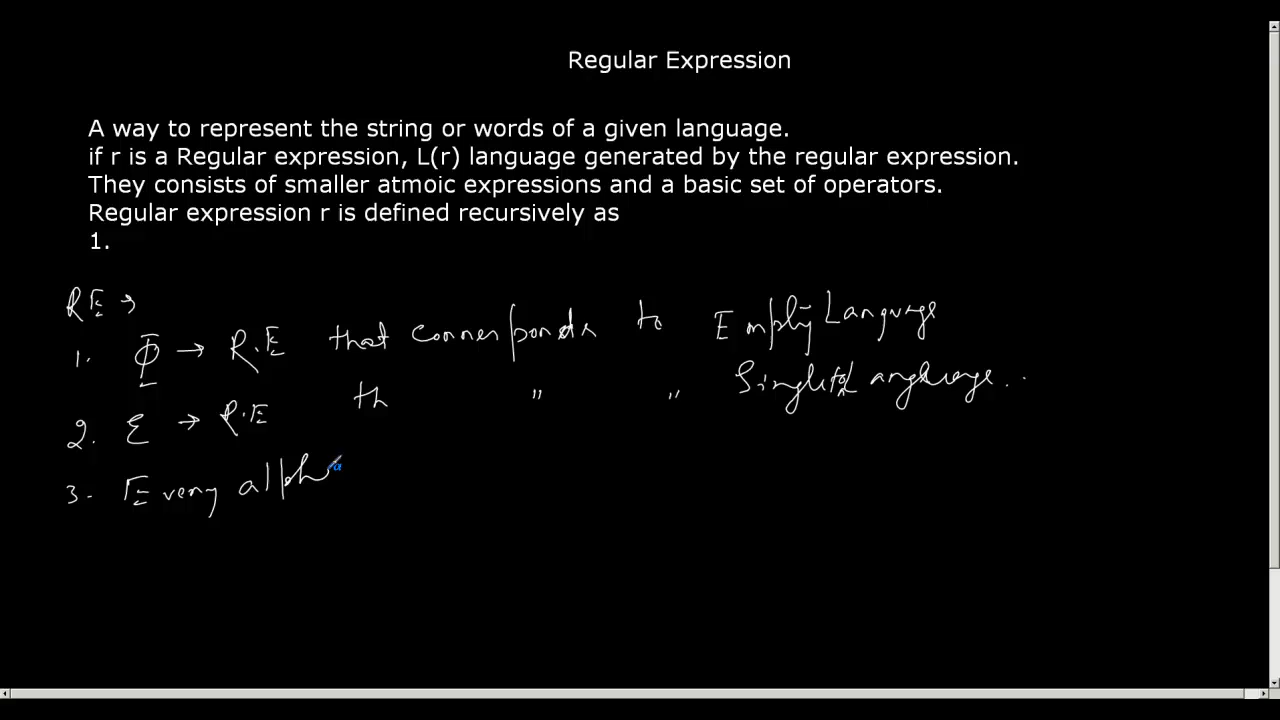 Regular Expression
A way to represent the string or words of a given language.
if r is a Regular expression, L(r) language generated by the regular expression.
They consists of smaller atmoic expressions and a basic set of operators.
Regular expression r is defined recursively as
1.
RE →
1. Φ → R.E that corresponds to Empty Language
2. ε → R.E th " " Singleton Language..
3. Every alph